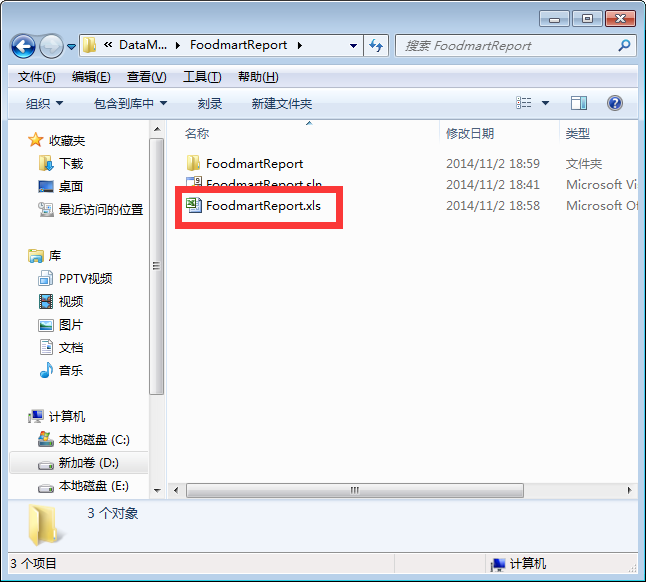 « DataM... ▸ FoodmartReport ▸
搜索 FoodmartReport
文件(F) 编辑(E) 查看(V) 工具(T) 帮助(H)
组织 包含到库中 刻录 新建文件夹
名称 修改日期 类型
FoodmartReport 2014/11/2 18:59 文件夹
FoodmartReport.sln 2014/11/2 18:41 Microsoft Vi
FoodmartReport.xls 2014/11/2 18:58 Microsoft Of
收藏夹
下载
桌面
最近访问的位置
库
PPTV视频
视频
图片
文档
音乐
计算机
本地磁盘 (C:)
新加卷 (D:)
本地磁盘 (E:)
3 个对象
3 个项目 计算机